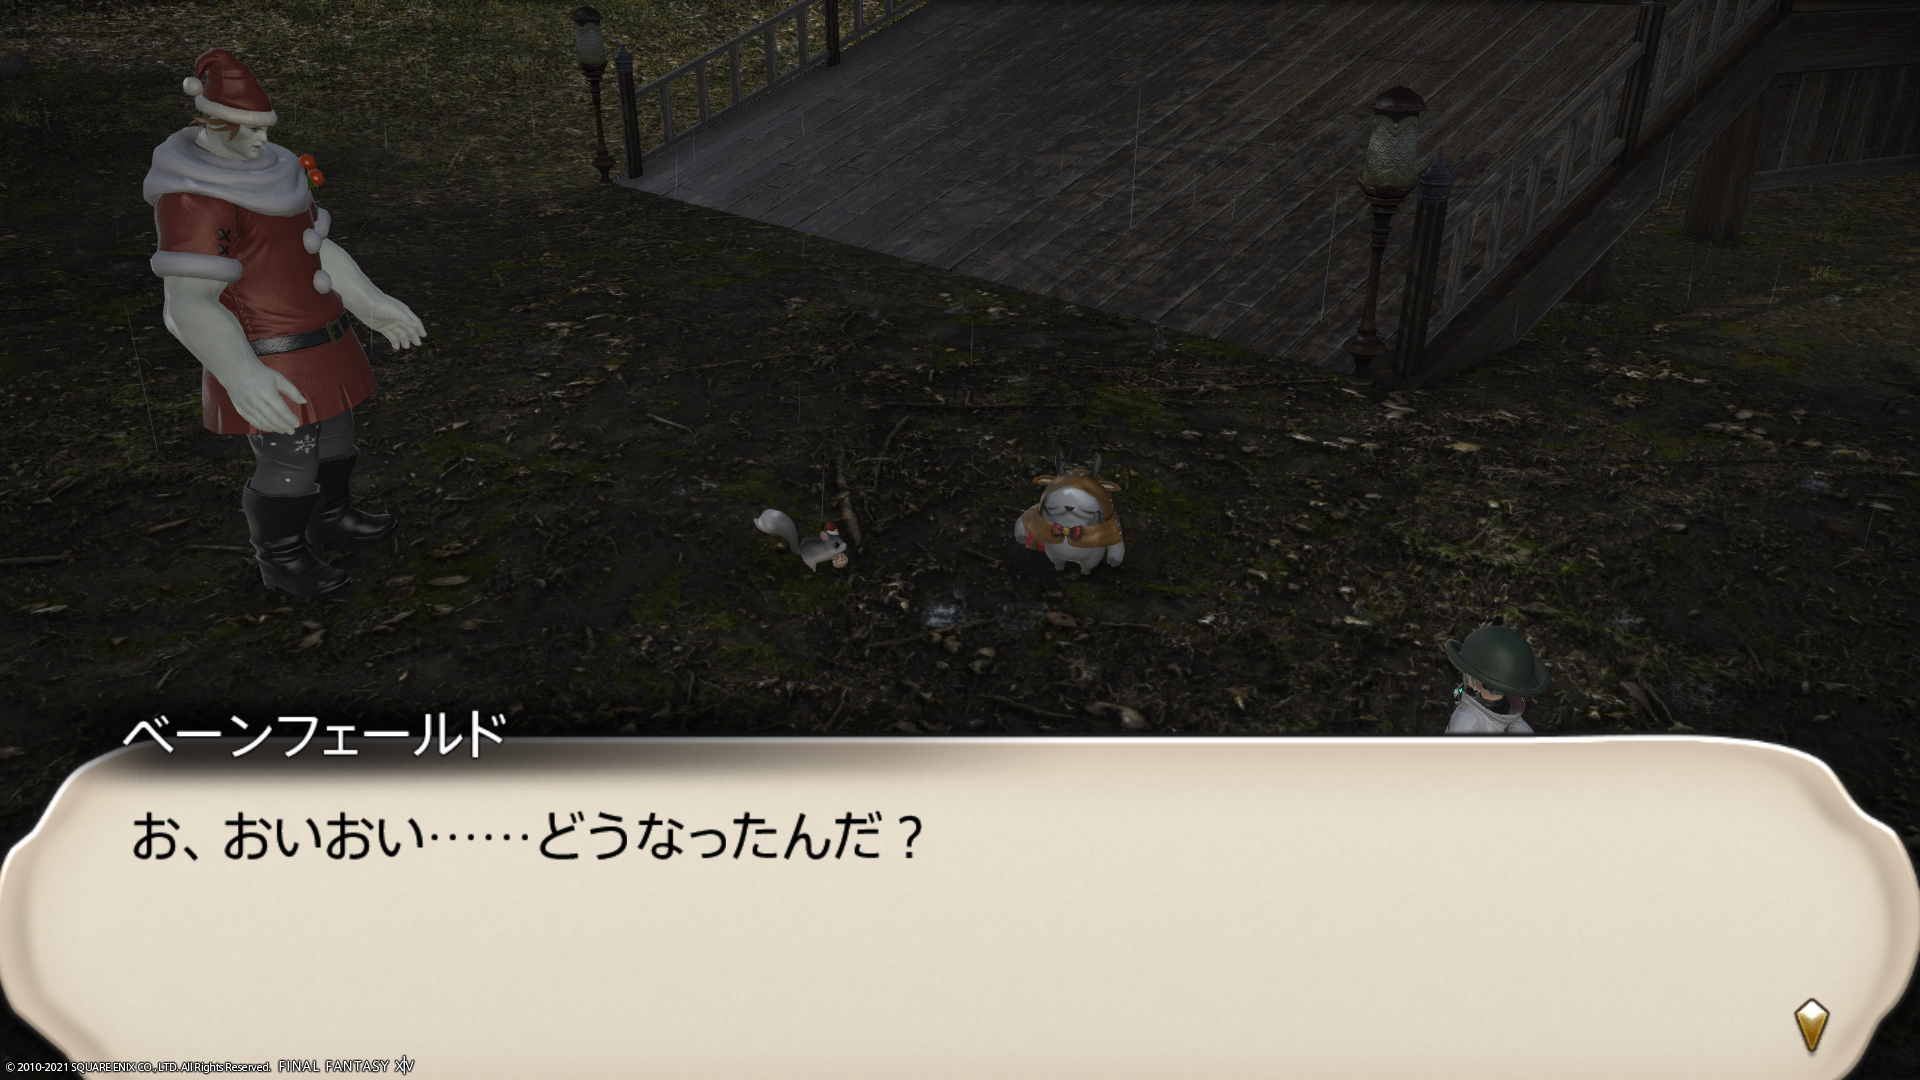 ベーンフェールド
お、おいおい……どうなったんだ？
© 2010-2021 SQUARE ENIX CO., LTD. All Rights Reserved. FINAL FANTASY XIV